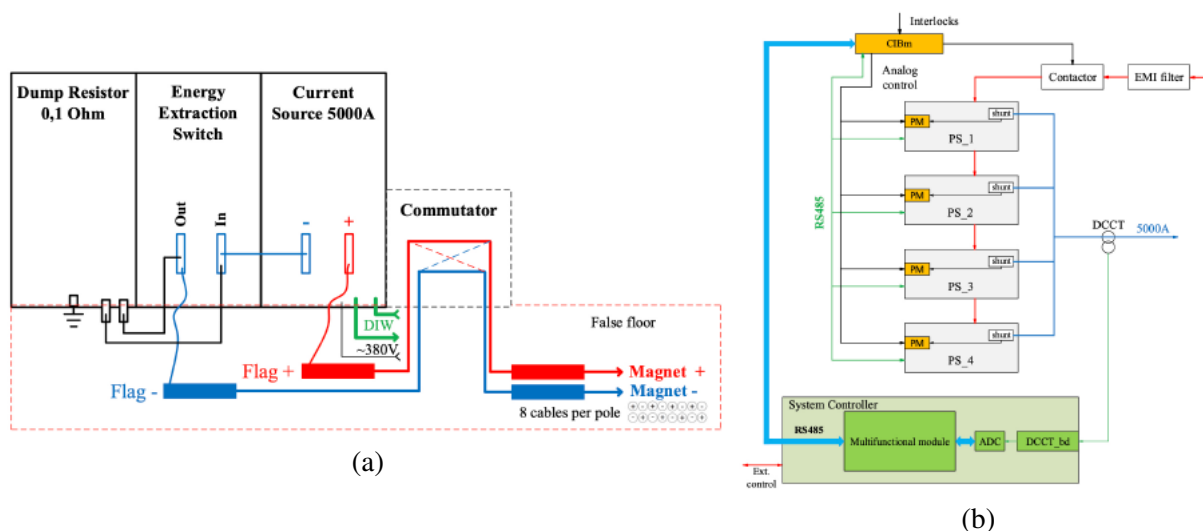 Dump Resistor
0,1 Ohm
Energy
Extraction
Switch
Current
Source 5000A
Out
In
-
+
Commutator
DIW
~380V
False floor
Flag +
Flag -
Magnet +
Magnet -
8 cables per pole
(a)
Interlocks
CIBm
Analog
control
Contactor
EMI filter
PM
shunt
PS_1
PM
shunt
PS_2
RS485
DCCT
5000A
PM
shunt
PS_3
PM
shunt
PS_4
System Controller
RS485
Multifunctional module
ADC
DCCT_bd
Ext.
control
(b)